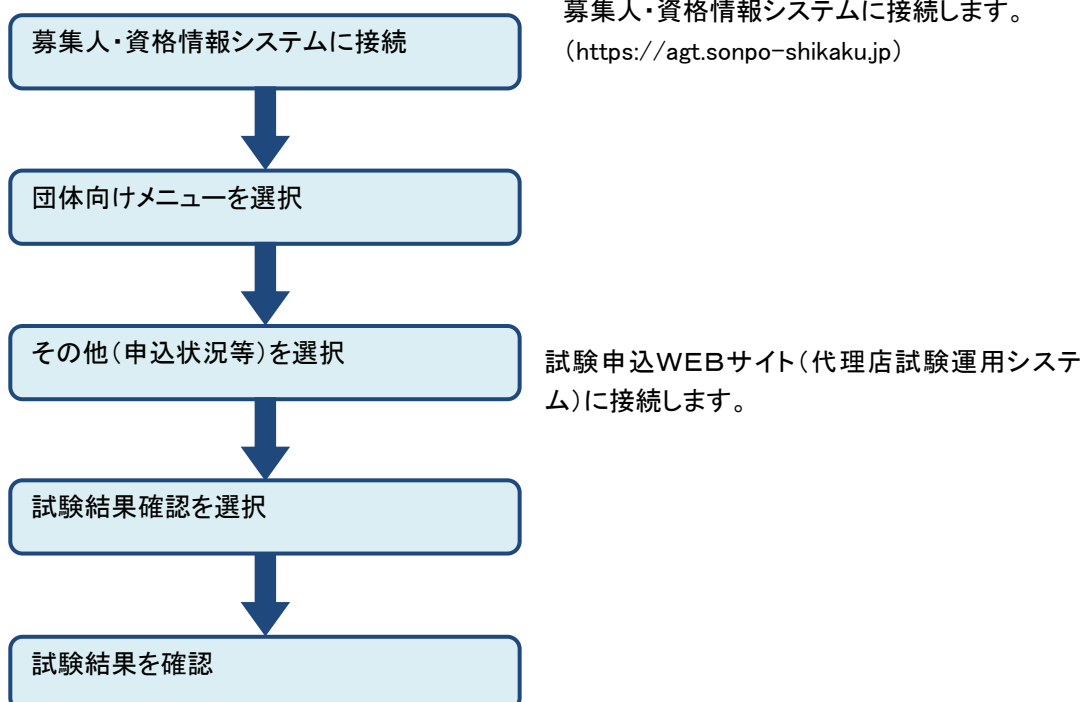 募集人・資格情報システムに接続します。
（https://agt.sonpo-shikaku.jp）
募集人・資格情報システムに接続
団体向けメニューを選択
その他（申込状況等）を選択
試験申込ＷＥＢサイト（代理店試験運用システ
ム）に接続します。
試験結果確認を選択
試験結果を確認